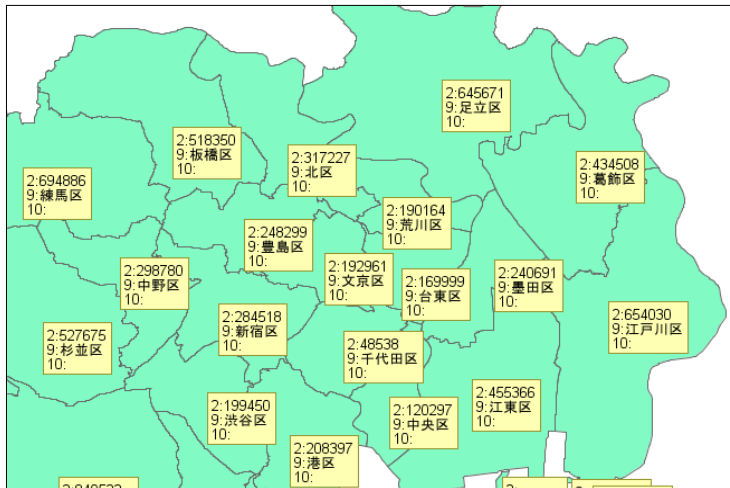 2:645671
9:足立区
10:
2:518350
9:板橋区
10:
2:317227
9:北区
10:
2:434508
9:葛飾区
10:
2:694886
9:練馬区
10:
2:190164
9:荒川区
10:
2:248299
9:豊島区
10:
2:192961
9:文京区
10:
2:298780
9:中野区
10:
2:169999
9:台東区
10:
2:240691
9:墨田区
10:
2:654030
9:江戸川区
10:
2:284518
9:新宿区
10:
2:527675
9:杉並区
10:
2:48538
9:千代田区
10:
2:455366
9:江東区
10:
2:199450
9:渋谷区
10:
2:120297
9:中央区
10:
2:208397
9:港区
10: